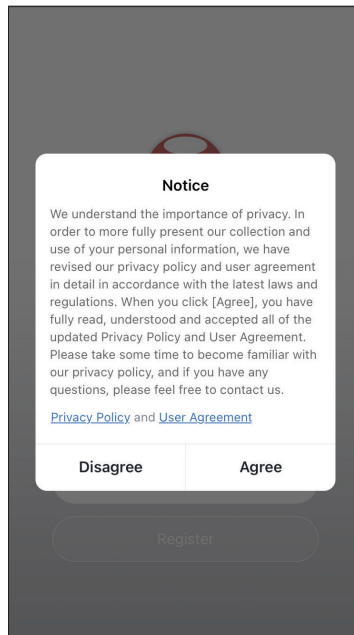 Notice
We understand the importance of privacy. In
order to more fully present our collection and
use of your personal information, we have
revised our privacy policy and user agreement
in detail in accordance with the latest laws and
regulations. When you click [Agree], you have
fully read, understood and accepted all of the
updated Privacy Policy and User Agreement.
Please take some time to become familiar with
our privacy policy, and if you have any
questions, please feel free to contact us.
Privacy Policy and User Agreement
Disagree Agree
Register